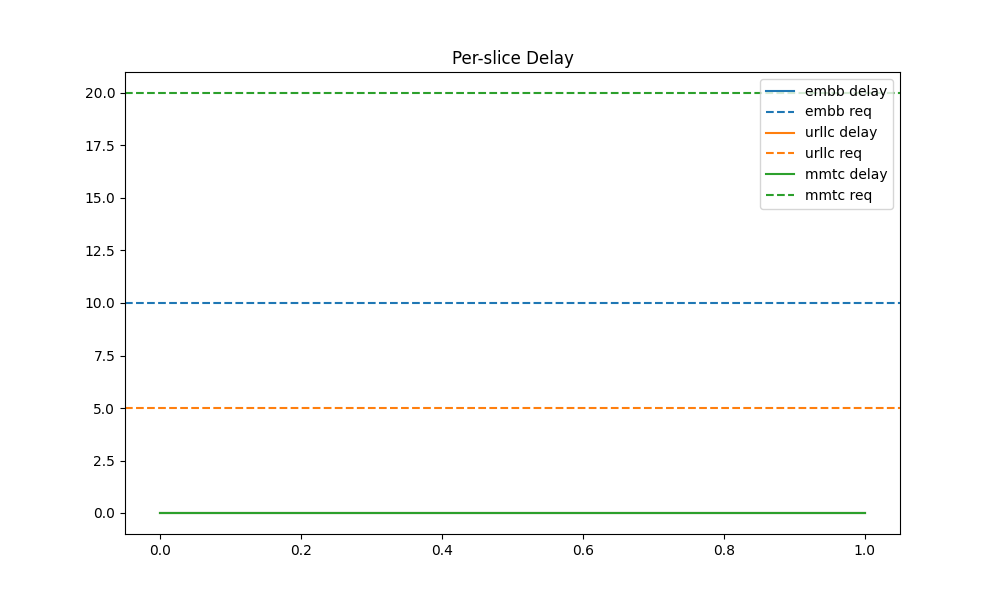 Per-slice Delay
20.0
17.5
15.0
12.5
10.0
7.5
5.0
2.5
0.0
embb delay
embb req
urllc delay
urllc req
mmtc delay
mmtc req
0.0 0.2 0.4 0.6 0.8 1.0